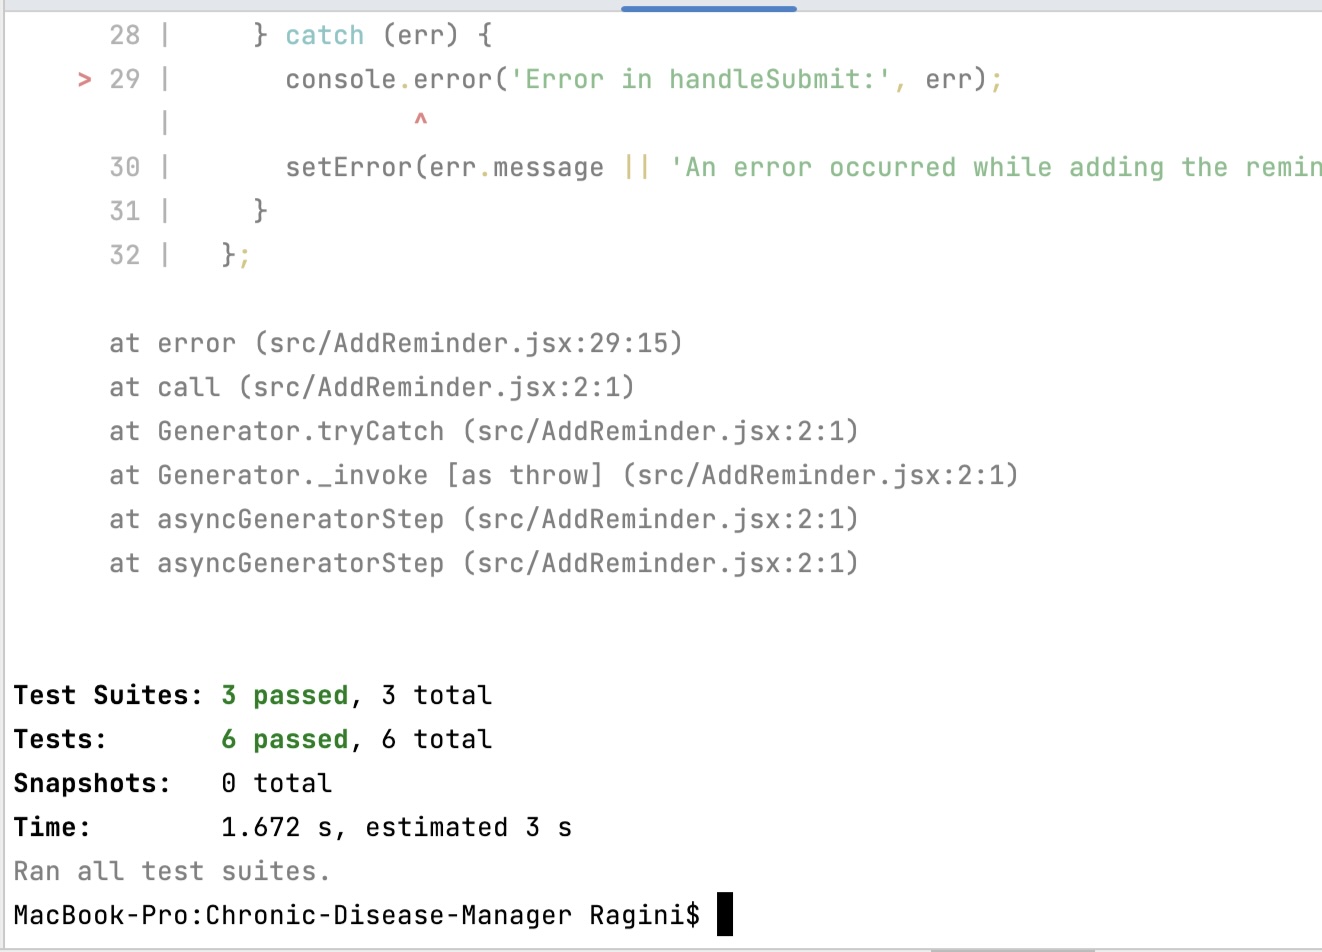 28 |     } catch (err) {
> 29 |       console.error('Error in handleSubmit:', err);
|               ^
30 |       setError(err.message || 'An error occurred while adding the remin
31 |     }
32 |   };
at error (src/AddReminder.jsx:29:15)
at call (src/AddReminder.jsx:2:1)
at Generator.tryCatch (src/AddReminder.jsx:2:1)
at Generator._invoke [as throw] (src/AddReminder.jsx:2:1)
at asyncGeneratorStep (src/AddReminder.jsx:2:1)
at asyncGeneratorStep (src/AddReminder.jsx:2:1)
Test Suites: 3 passed, 3 total
Tests:       6 passed, 6 total
Snapshots:   0 total
Time:        1.672 s, estimated 3 s
Ran all test suites.
MacBook-Pro:Chronic-Disease-Manager Ragini$